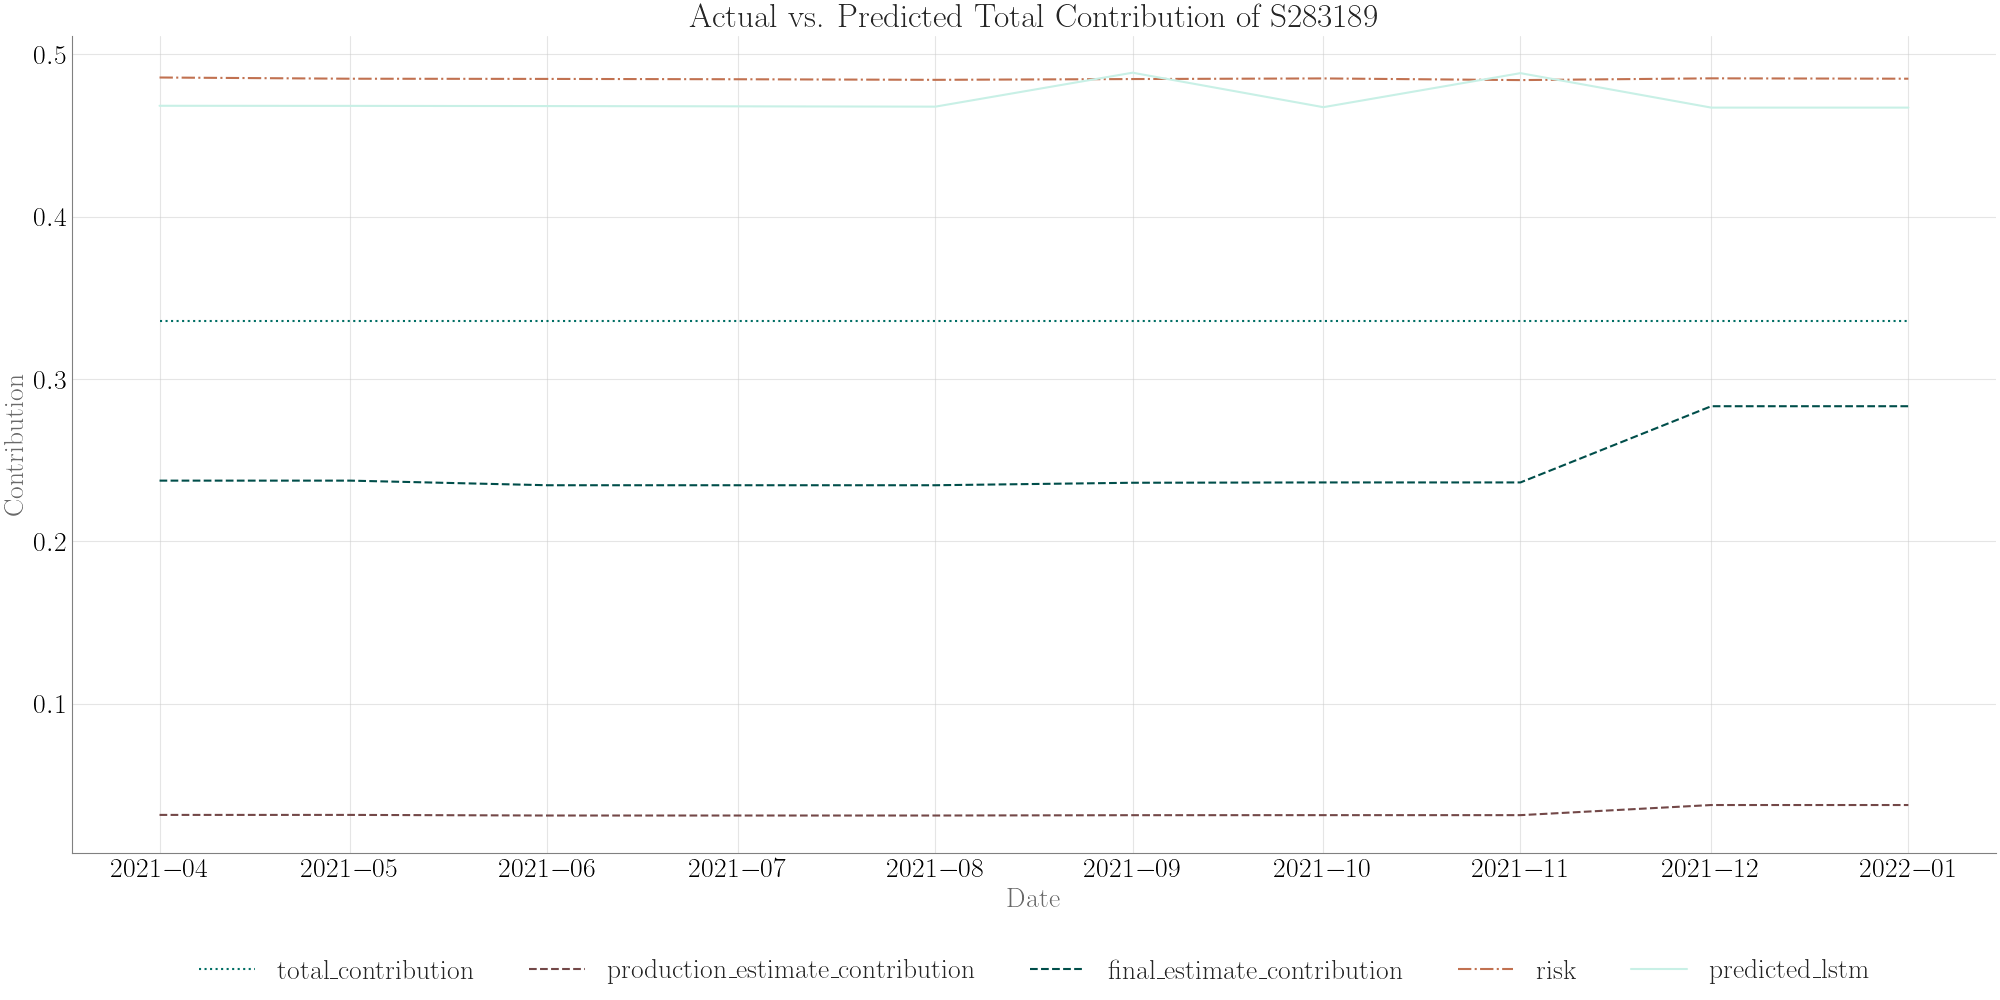 Actual vs. Predicted Total Contribution of S283189
0.5
0.4
0.3
0.2
0.1
Contribution
2021−04 2021−05 2021−06 2021−07 2021−08 2021−09 2021−10 2021−11 2021−12 2022−01
Date
total_contribution production_estimate_contribution final_estimate_contribution risk predicted_lstm